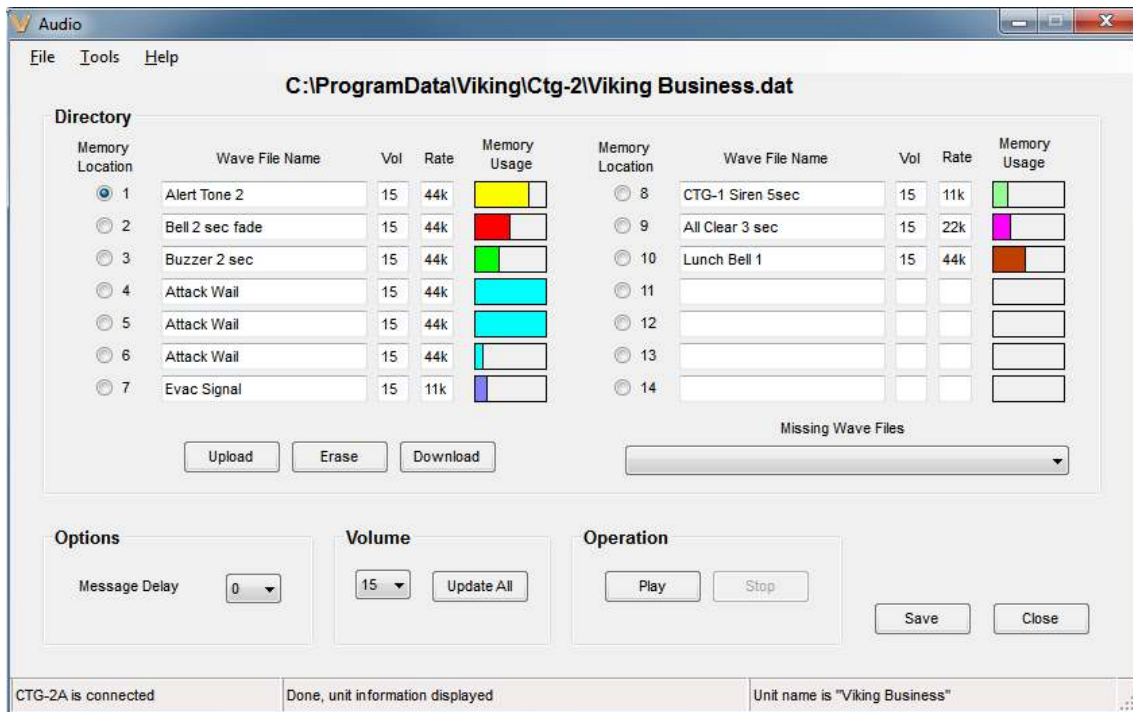 Audio
File Tools Help
C:\ProgramData\Viking\Ctg-2\Viking Business.dat
Directory
Memory Location Wave File Name Vol Rate Memory Usage Memory Location Wave File Name Vol Rate Memory Usage
1 Alert Tone 2 15 44k 8 CTG-1 Siren 5sec 15 11k
2 Bell 2 sec fade 15 44k 9 All Clear 3 sec 15 22k
3 Buzzer 2 sec 15 44k 10 Lunch Bell 1 15 44k
4 Attack Wail 15 44k 11
5 Attack Wail 15 44k 12
6 Attack Wail 15 44k 13
7 Evac Signal 15 11k 14
Missing Wave Files
Upload Erase Download
Options Volume Operation
Message Delay 0 15 Update All Play Stop
Save Close
CTG-2A is connected Done, unit information displayed Unit name is "Viking Business"